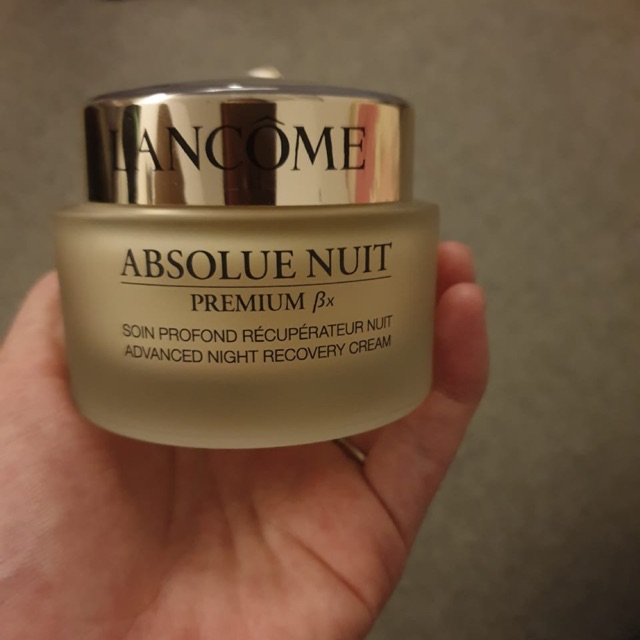 LANCÔME
ABSOLUE NUIT
PREMIUM βx
SOIN PROFOND RÉCUPÉRATEUR NUIT
ADVANCED NIGHT RECOVERY CREAM